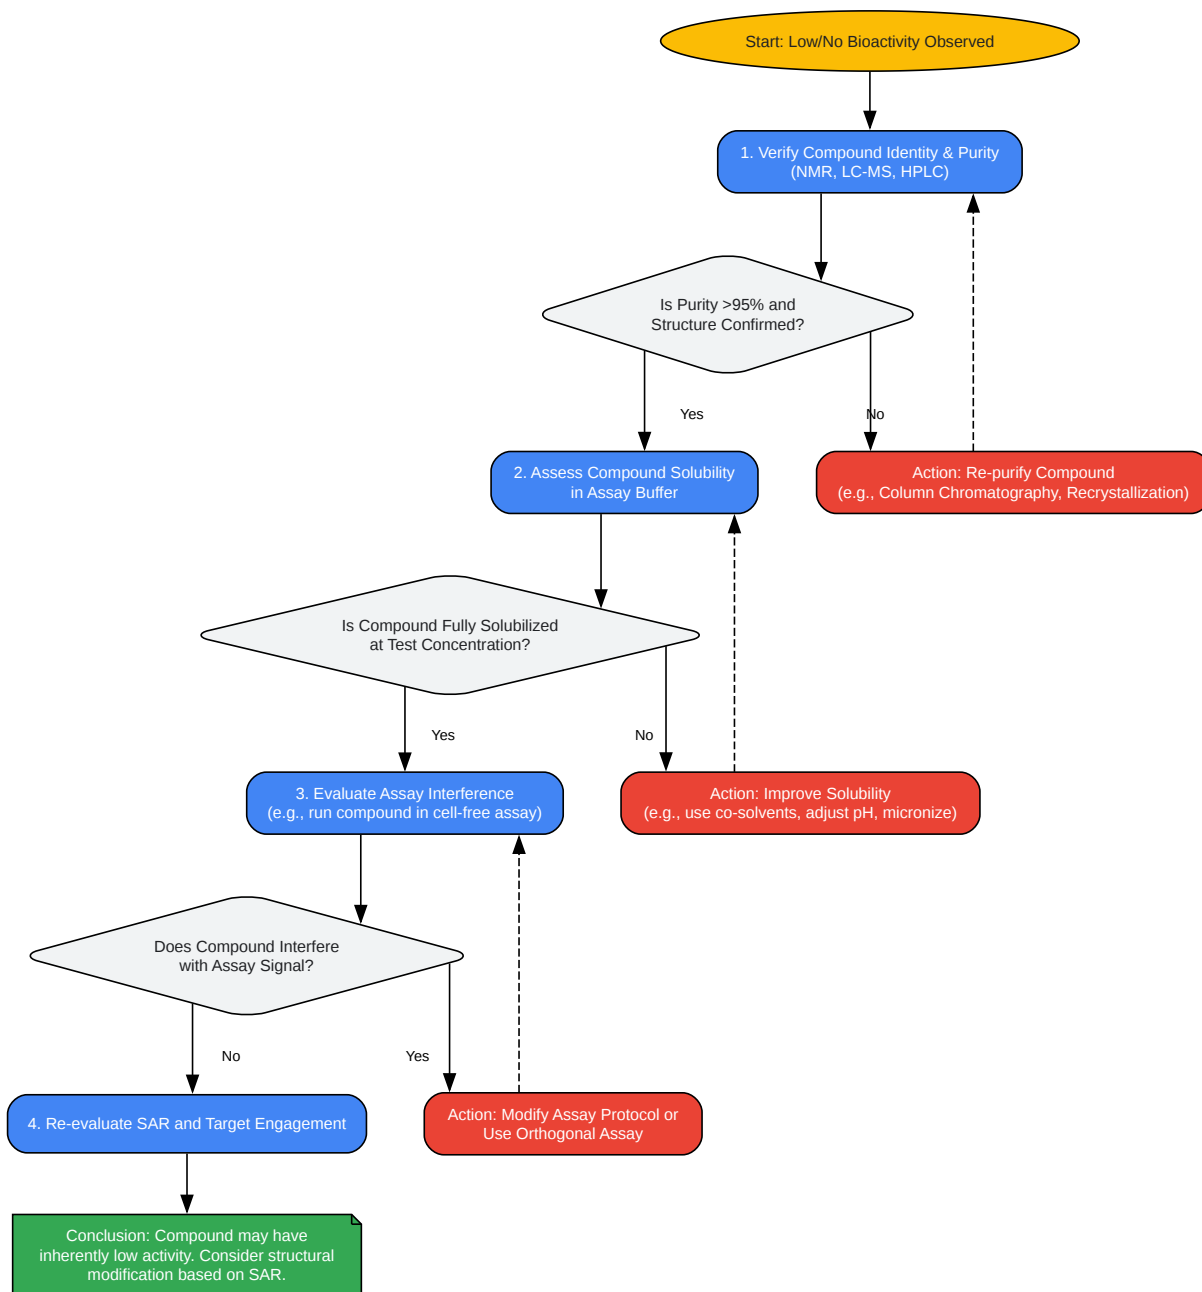 Start: Low/No Bioactivity Observed
1. Verify Compound Identity & Purity
(NMR, LC-MS, HPLC)
Is Purity >95% and
Structure Confirmed?
Yes
No
2. Assess Compound Solubility
in Assay Buffer
Action: Re-purify Compound
(e.g., Column Chromatography, Recrystallization)
Is Compound Fully Solubilized
at Test Concentration?
Yes
No
3. Evaluate Assay Interference
(e.g., run compound in cell-free assay)
Action: Improve Solubility
(e.g., use co-solvents, adjust pH, micronize)
Does Compound Interfere
with Assay Signal?
No
Yes
4. Re-evaluate SAR and Target Engagement
Action: Modify Assay Protocol or
Use Orthogonal Assay
Conclusion: Compound may have
inherently low activity. Consider structural
modification based on SAR.